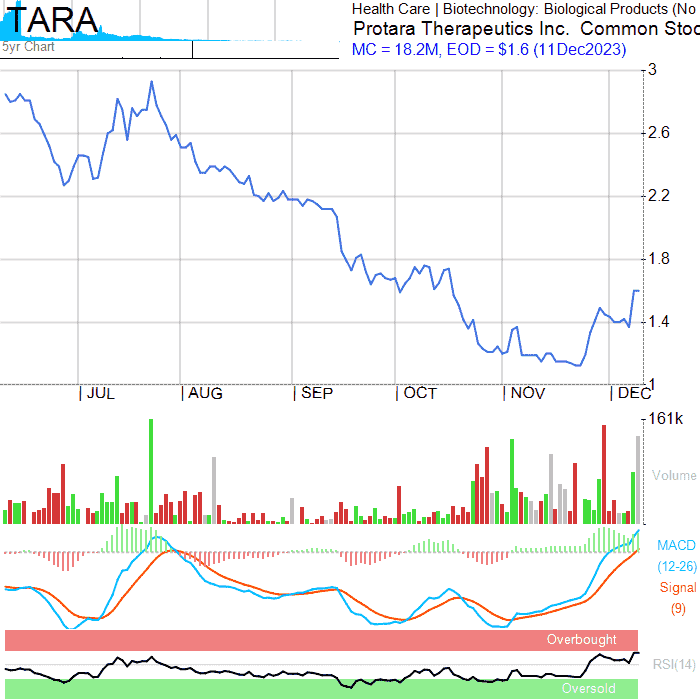 TARA
5yr Chart
Health Care | Biotechnology: Biological Products (No
Protara Therapeutics Inc. Common Stoc
MC = 18.2M, EOD = $1.6 (11Dec2023)
3
2.6
2.2
1.8
1.4
1
| JUL | AUG | SEP | OCT | NOV | DEC
161k
Volume
MACD
(12-26)
Signal
(9)
Overbought
RSI(14)
Oversold